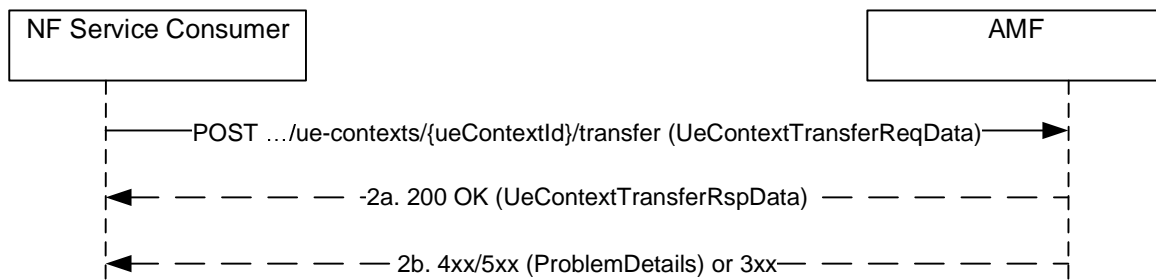 NF Service Consumer
AMF
POST …/ue-contexts/{ueContextId}/transfer (UeContextTransferReqData)
-2a. 200 OK (UeContextTransferRspData)
2b. 4xx/5xx (ProblemDetails) or 3xx